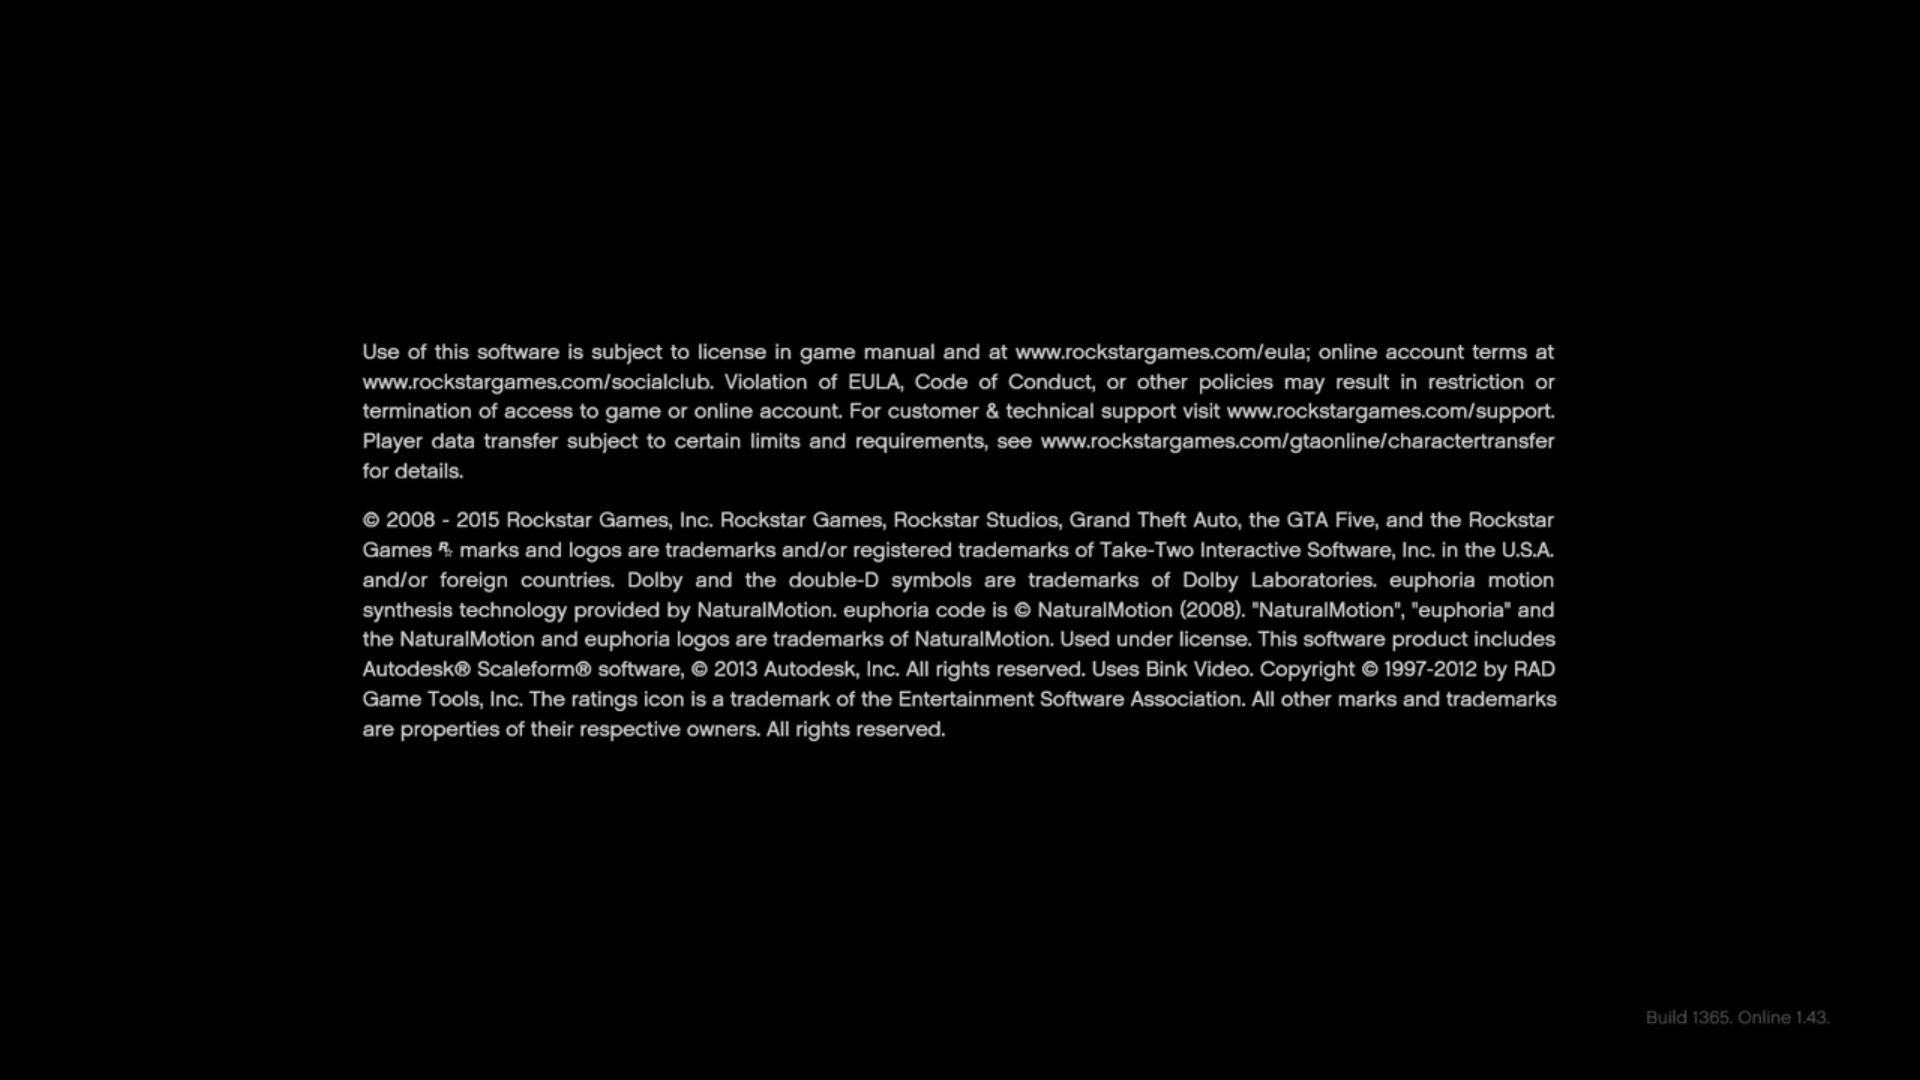 Use of this software is subject to license in game manual and at www.rockstargames.com/eula; online account terms at
www.rockstargames.com/socialclub. Violation of EULA, Code of Conduct, or other policies may result in restriction or
termination of access to game or online account. For customer & technical support visit www.rockstargames.com/support.
Player data transfer subject to certain limits and requirements, see www.rockstargames.com/gtaonline/charactertransfer
for details.
© 2008 - 2015 Rockstar Games, Inc. Rockstar Games, Rockstar Studios, Grand Theft Auto, the GTA Five, and the Rockstar
Games R* marks and logos are trademarks and/or registered trademarks of Take-Two Interactive Software, Inc. in the U.S.A.
and/or foreign countries. Dolby and the double-D symbols are trademarks of Dolby Laboratories. euphoria motion
synthesis technology provided by NaturalMotion. euphoria code is © NaturalMotion (2008). "NaturalMotion", "euphoria" and
the NaturalMotion and euphoria logos are trademarks of NaturalMotion. Used under license. This software product includes
Autodesk® Scaleform® software, © 2013 Autodesk, Inc. All rights reserved. Uses Bink Video. Copyright © 1997-2012 by RAD
Game Tools, Inc. The ratings icon is a trademark of the Entertainment Software Association. All other marks and trademarks
are properties of their respective owners. All rights reserved.
Build 1365. Online 1.43.